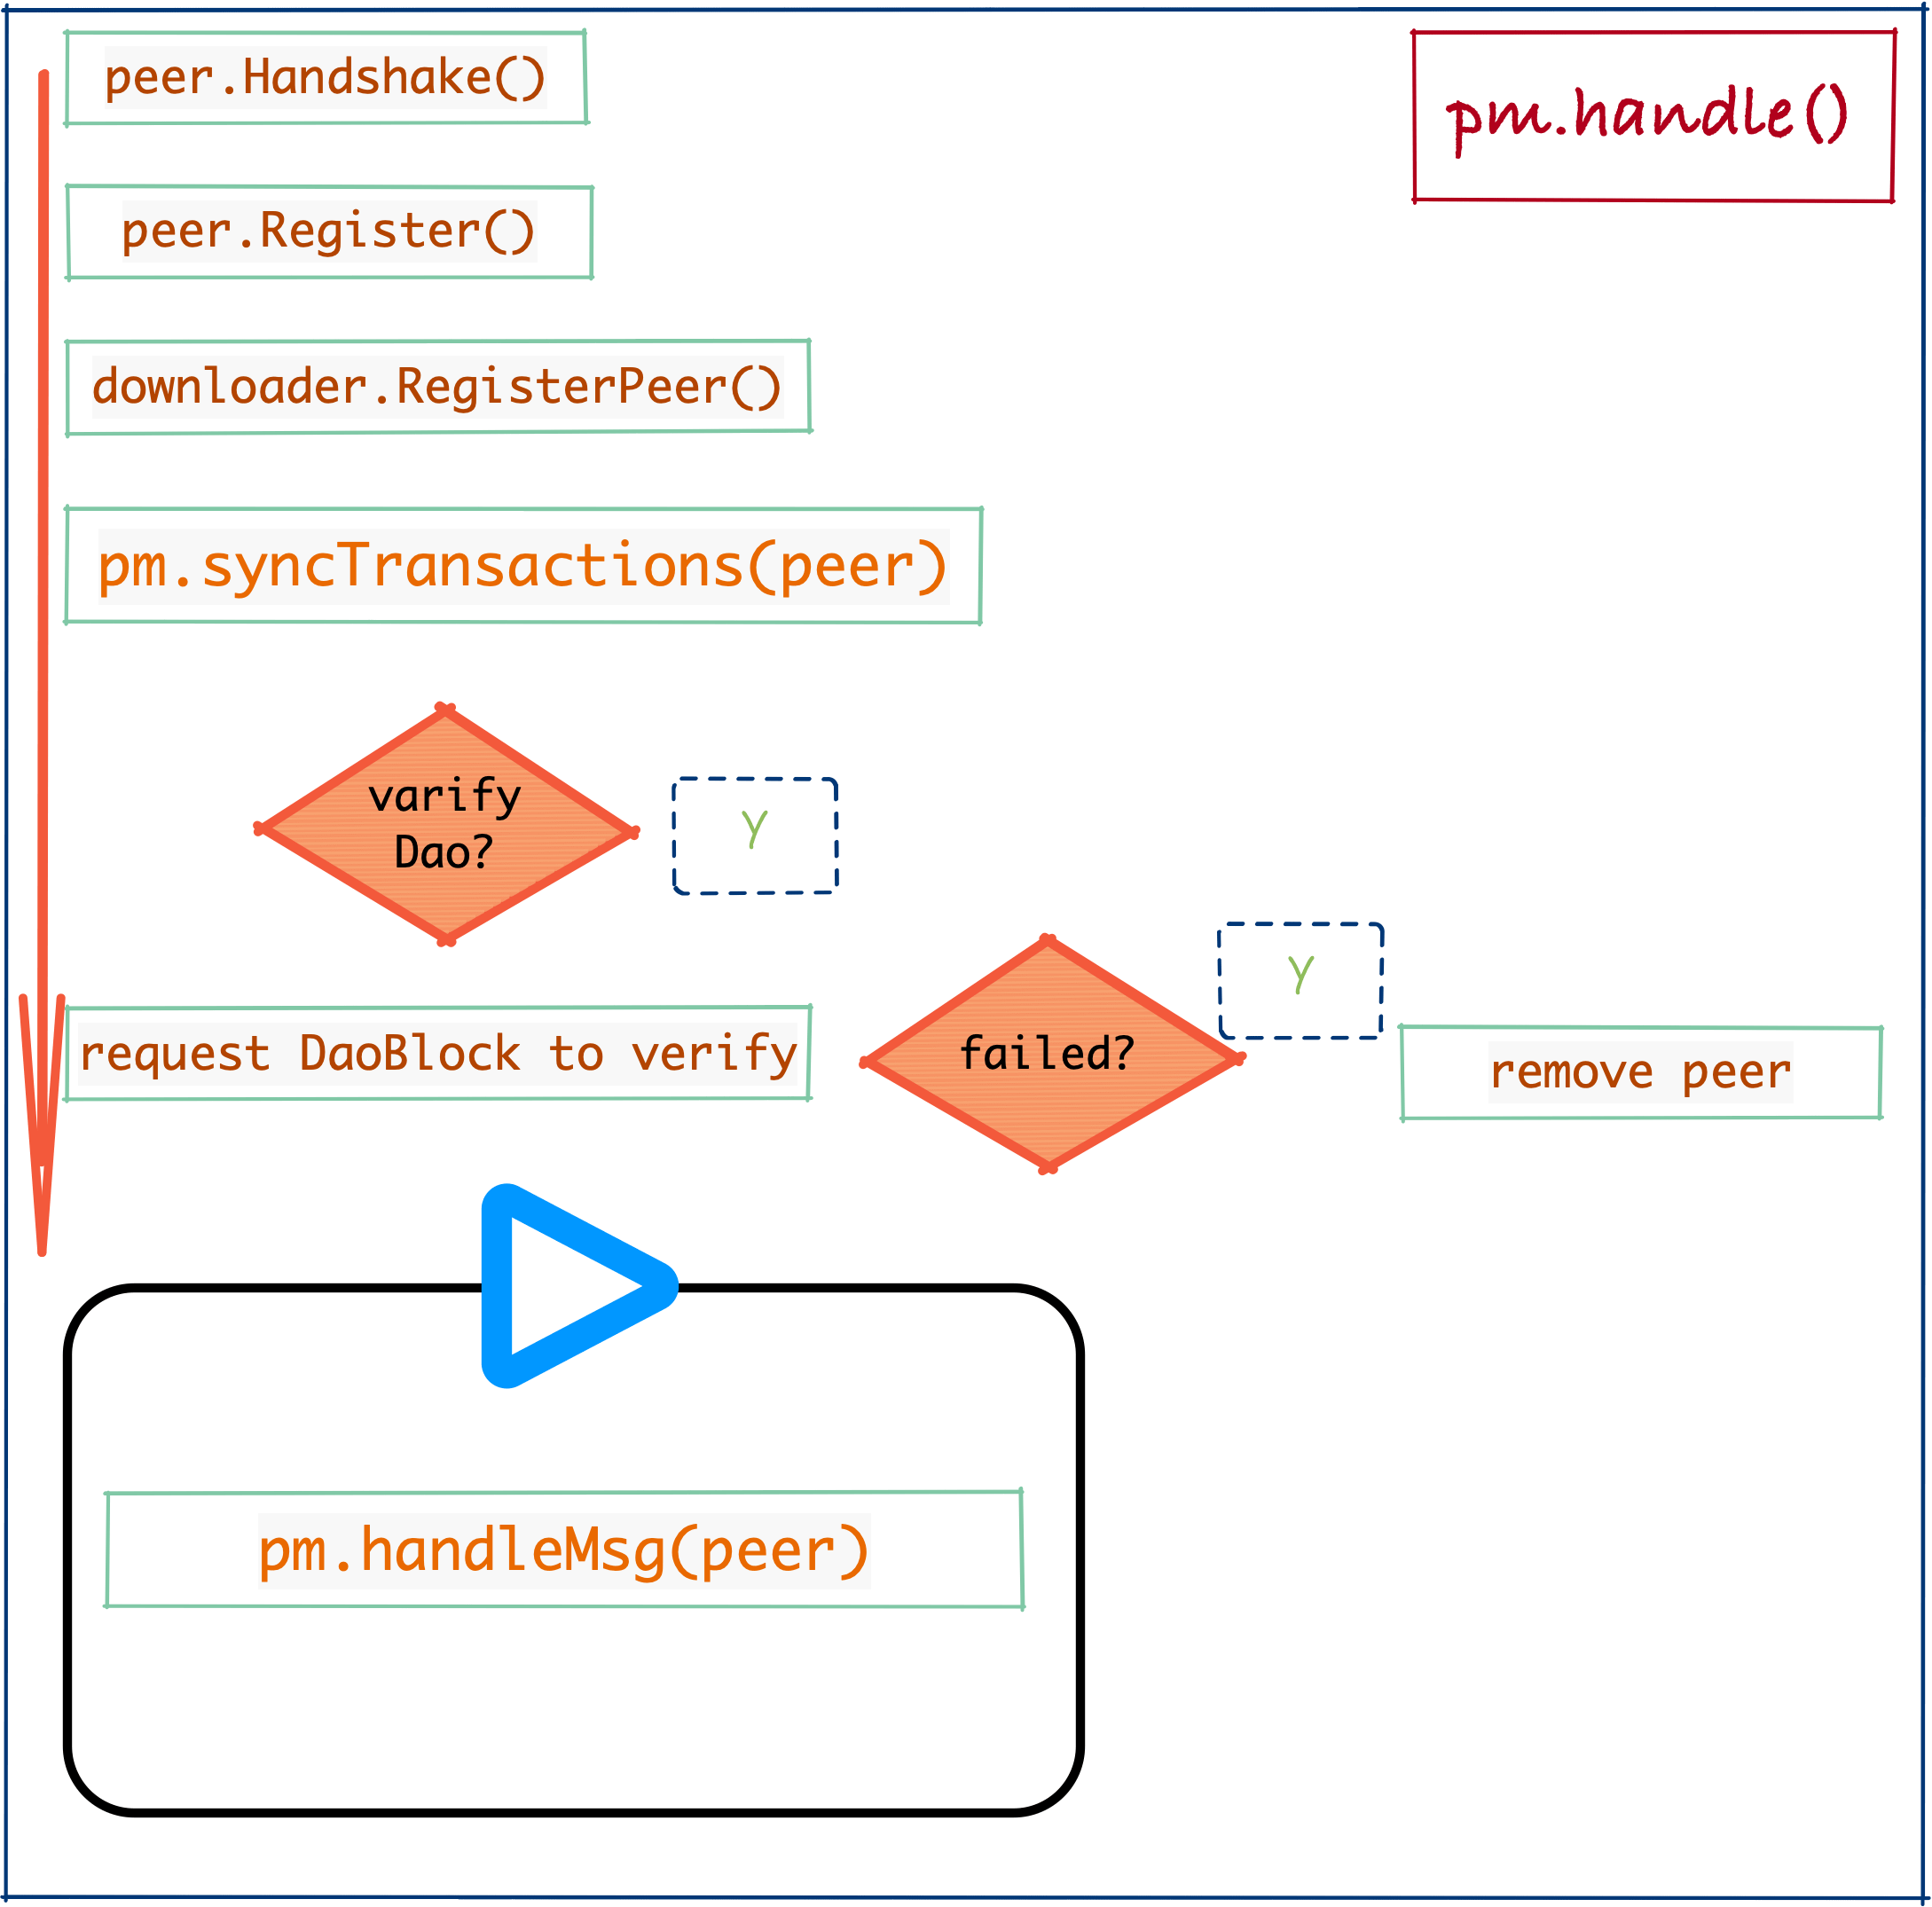 peer.Handshake()
pm.handle()
peer.Register()
downloader.RegisterPeer()
pm.syncTransactions(peer)
varify
Dao?
Y
Y
request DaoBlock to verify
failed?
remove peer
pm.handleMsg(peer)